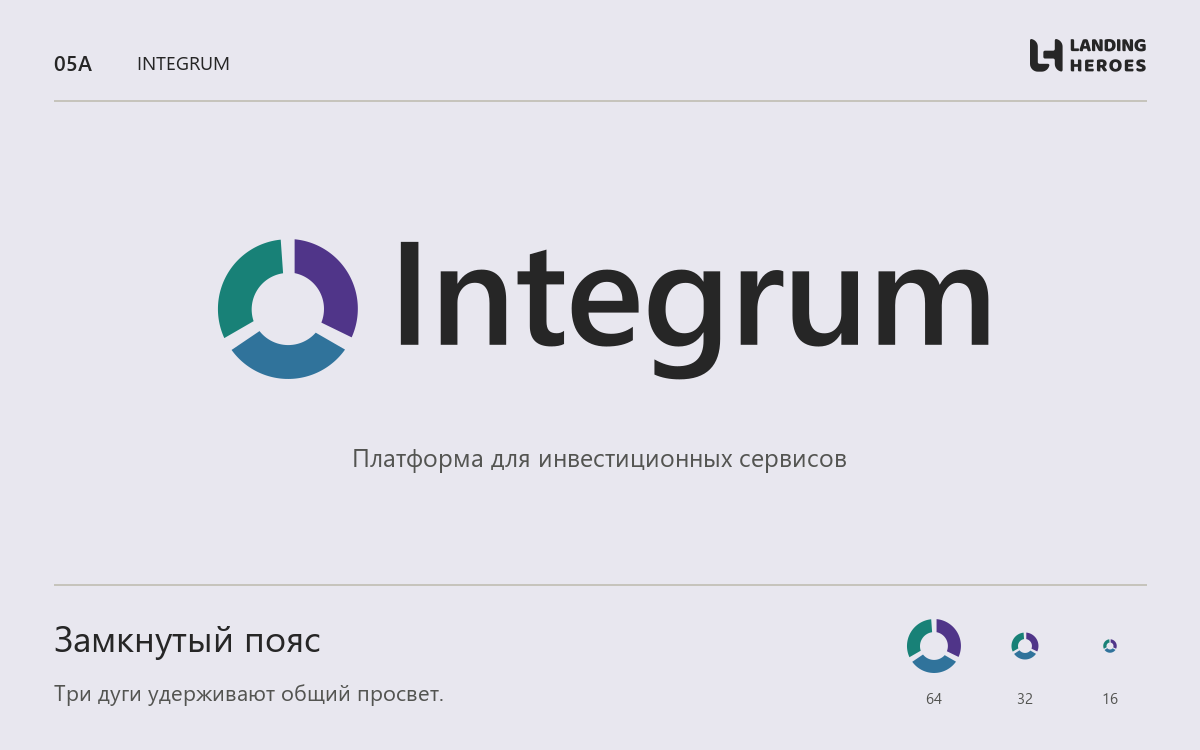 05A INTEGRUM
LANDING
HEROES
Integrum
Платформа для инвестиционных сервисов
Замкнутый пояс
Три дуги удерживают общий просвет.
64 32 16